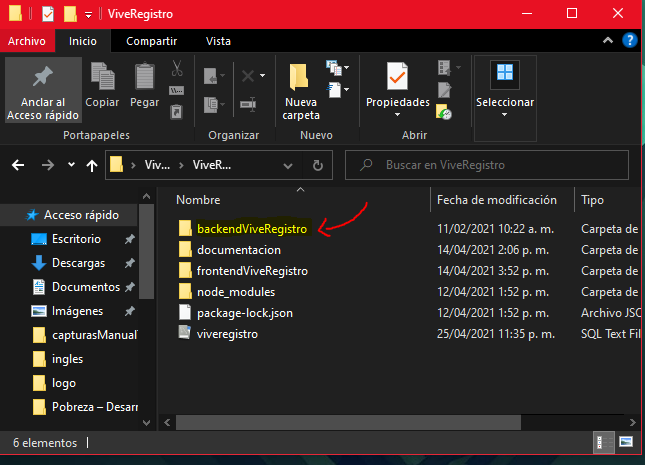 ViveRegistro
Archivo Inicio Compartir Vista
Anclar al
Acceso rápido
Copiar
Pegar
Nueva
carpeta
Propiedades
Seleccionar
Portapapeles Organizar Nuevo Abrir
Viv... ViveR... Buscar en ViveRegistro
Nombre Fecha de modificación Tipo
Acceso rápido
Escritorio
Descargas
Documentos
Imágenes
capturasManual
ingles
logo
Pobreza – Desarr
backendViveRegistro 11/02/2021 10:22 a. m. Carpeta de
documentacion 14/04/2021 2:06 p. m. Carpeta de
frontendViveRegistro 14/04/2021 3:52 p. m. Carpeta de
node_modules 12/04/2021 1:52 p. m. Carpeta de
package-lock.json 12/04/2021 1:52 p. m. Archivo JSO
viveregistro 25/04/2021 11:35 p. m. SQL Text Fil
6 elementos